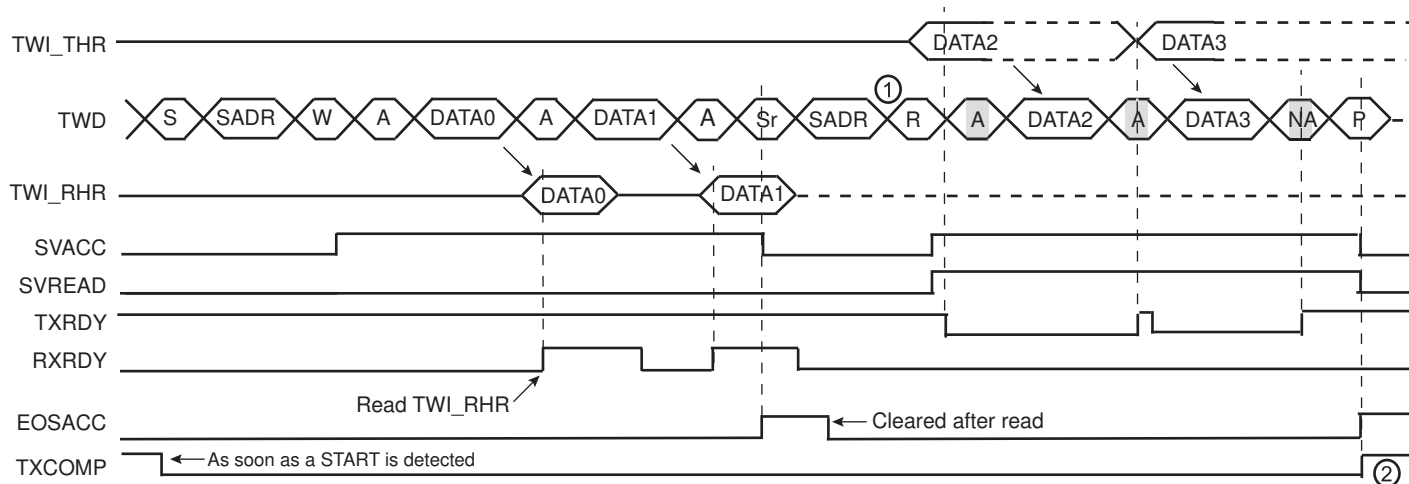 TWI_THR DATA2 DATA3
TWD S SADR W A DATA0 A DATA1 A Sr SADR 1 R A DATA2 A DATA3 NA P
TWI_RHR DATA0 DATA1
SVACC
SVREAD
TXRDY
RXRDY
Read TWI_RHR
EOSACC Cleared after read
TXCOMP As soon as a START is detected 2